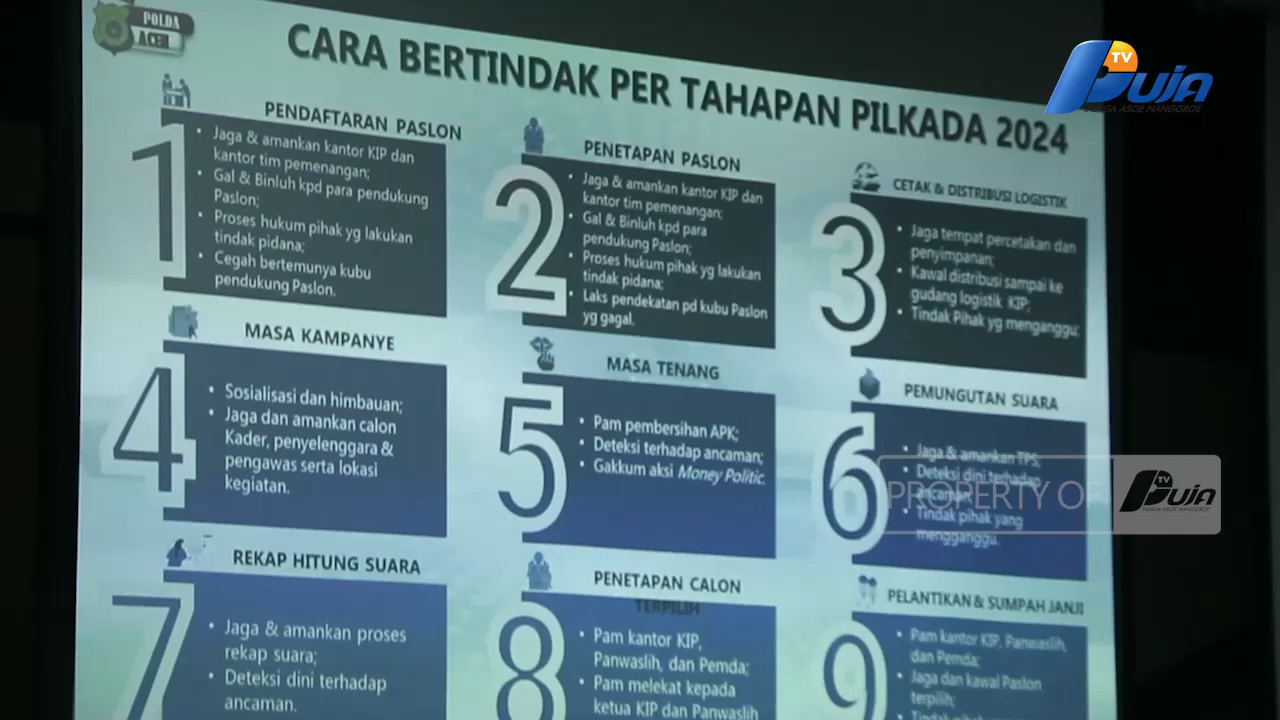 POLDA
ACEH
TV
Puja
CARA BERTINDAK PER TAHAPAN PILKADA 2024
1
PENDAFTARAN PASLON
• Jaga & amankan kantor KIP dan
kantor tim pemenangan;
• Gal & Binluh kpd para pendukung
Paslon;
• Proses hukum pihak yg lakukan
tindak pidana;
• Cegah bertemunya kubu
pendukung Paslon.
2
PENETAPAN PASLON
• Jaga & amankan kantor KIP dan
kantor tim pemenangan;
• Gal & Binluh kpd para
pendukung Paslon;
• Proses hukum pihak yg lakukan
tindak pidana;
• Laks pendekatan pd kubu Paslon
yg gagal.
3
CETAK & DISTRIBUSI LOGISTIK
• Jaga tempat percetakan dan
penyimpanan;
• Kawal distribusi sampai ke
gudang logistik KIP;
• Tindak Pihak yg menganggu;
4
MASA KAMPANYE
• Sosialisasi dan himbauan;
• Jaga dan amankan calon
Kader, penyelenggara &
pengawas serta lokasi
kegiatan.
5
MASA TENANG
• Pam pembersihan APK;
• Deteksi terhadap ancaman;
• Gakkum aksi Money Politic.
6
PEMUNGUTAN SUARA
• Jaga & amankan TPS;
• Deteksi dini terhadap
ancaman.
• Tindak pihak yang
mengganggu.
PROPERTY OF
TV
Puja
7
REKAP HITUNG SUARA
• Jaga & amankan proses
rekap suara;
• Deteksi dini terhadap
ancaman.
8
PENETAPAN CALON
TERPILIH
• Pam kantor KIP,
Panwaslih, dan Pemda;
• Pam melekat kepada
ketua KIP dan Panwaslih
9
PELANTIKAN & SUMPAH JANJI
• Pam kantor KIP, Panwaslih,
dan Pemda;
• Jaga dan kawal Paslon
terpilih;